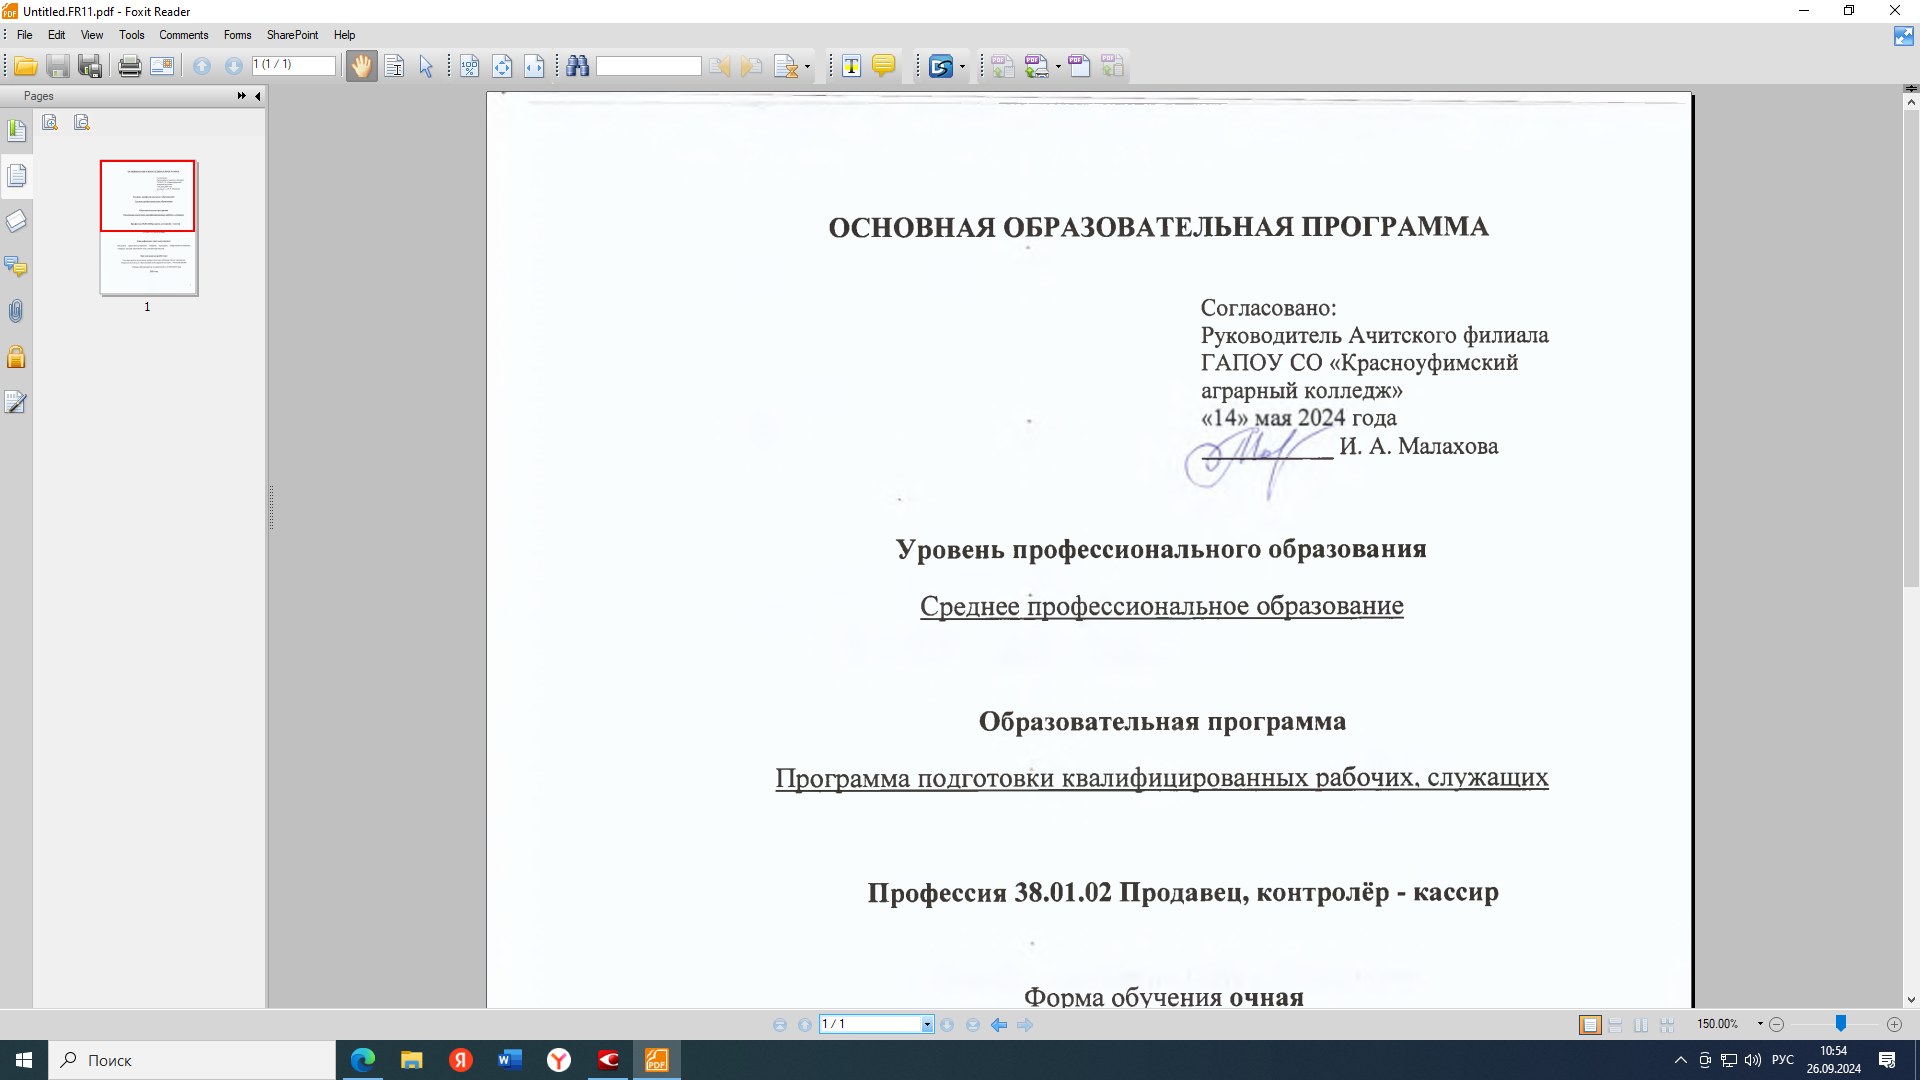 Untitled.FR11.pdf - Foxit Reader
File Edit View Tools Comments Forms SharePoint Help
1 (1 / 1)
Pages
1
ОСНОВНАЯ ОБРАЗОВАТЕЛЬНАЯ ПРОГРАММА
Согласовано:
Руководитель Ачитского филиала
ГАПОУ СО «Красноуфимский
аграрный колледж»
«14» мая 2024 года
И. А. Малахова
Уровень профессионального образования
Среднее профессиональное образование
Образовательная программа
Программа подготовки квалифицированных рабочих, служащих
Профессия 38.01.02 Продавец, контролёр - кассир
Форма обучения очная
1 / 1
150.00%
Поиск
РУС
10:54
26.09.2024